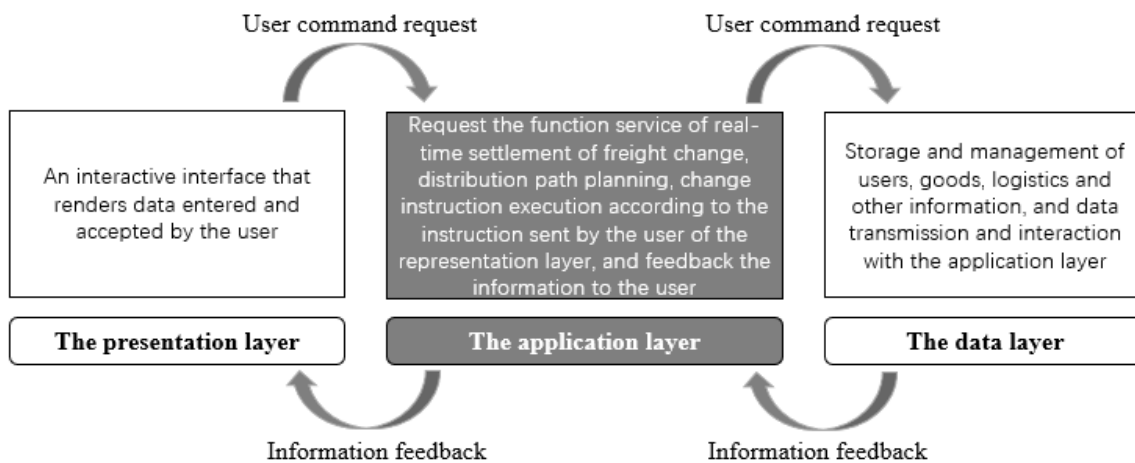 User command request
User command request
An interactive interface that
renders data entered and
accepted by the user
Request the function service of real-
time settlement of freight change,
distribution path planning, change
instruction execution according to the
instruction sent by the user of the
representation layer, and feedback the
information to the user
Storage and management of
users, goods, logistics and
other information, and data
transmission and interaction
with the application layer
The presentation layer
The application layer
The data layer
Information feedback
Information feedback